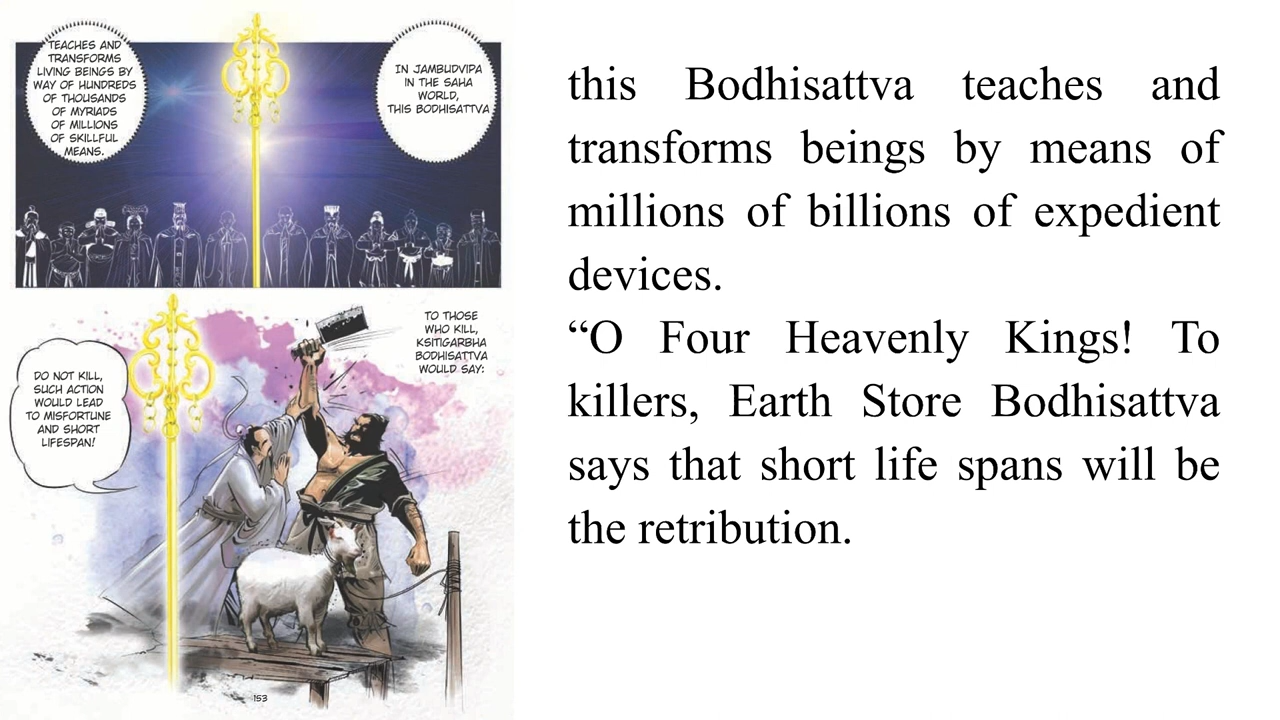 TEACHES AND
TRANSFORMS
LIVING BEINGS BY
WAY OF HUNDREDS
OF THOUSANDS
OF MYRIADS
OF MILLIONS
OF SKILLFUL
MEANS.
IN JAMBUDVIPA
IN THE SAHA
WORLD,
THIS BODHISATTVA
TO THOSE
WHO KILL,
KSITIGARBHA
BODHISATTVA
WOULD SAY:
DO NOT KILL,
SUCH ACTION
WOULD LEAD
TO MISFORTUNE
AND SHORT
LIFESPAN!
153
this Bodhisattva teaches and
transforms beings by means of
millions of billions of expedient
devices.
“O Four Heavenly Kings! To
killers, Earth Store Bodhisattva
says that short life spans will be
the retribution.